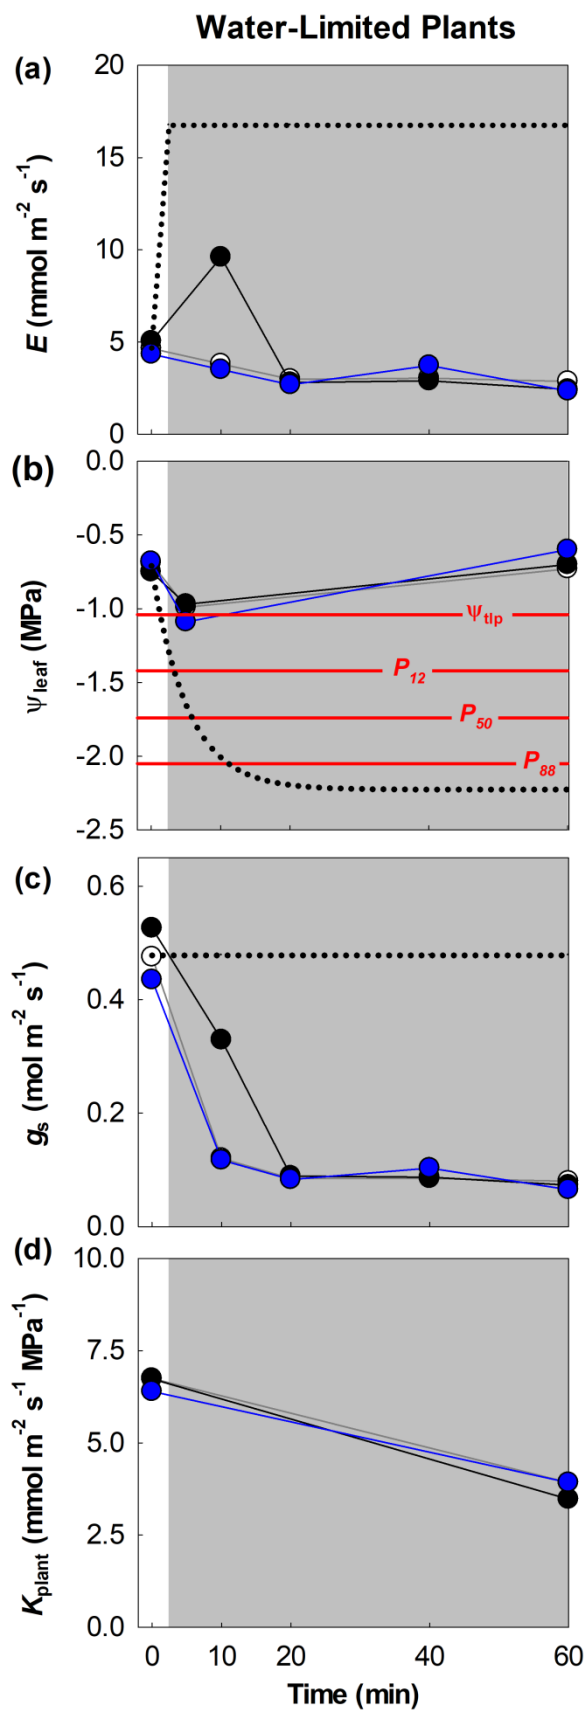 Water-Limited Plants
(a)
20
15
10
5
0
E (mmol m⁻² s⁻¹)
(b)
0.0
-0.5
-1.0
-1.5
-2.0
-2.5
Ψleaf (MPa)
Ψtlp
P₁₂
P₅₀
P₈₈
(c)
0.6
0.4
0.2
0.0
gs (mol m⁻² s⁻¹)
(d)
10.0
7.5
5.0
2.5
0.0
Kplant (mmol m⁻² s⁻¹ MPa⁻¹)
0 10 20 40 60
Time (min)